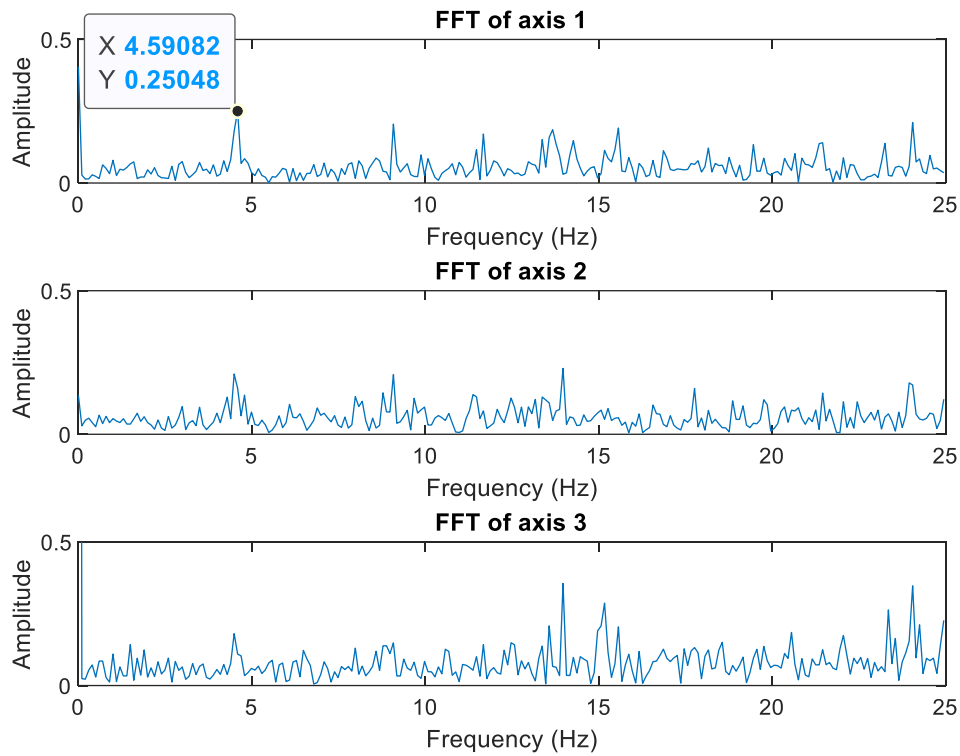 FFT of axis 1
X 4.59082
Y 0.25048
0.5
0
Amplitude
0 5 10 15 20 25
Frequency (Hz)
FFT of axis 2
0.5
0
Amplitude
0 5 10 15 20 25
Frequency (Hz)
FFT of axis 3
0.5
0
Amplitude
0 5 10 15 20 25
Frequency (Hz)